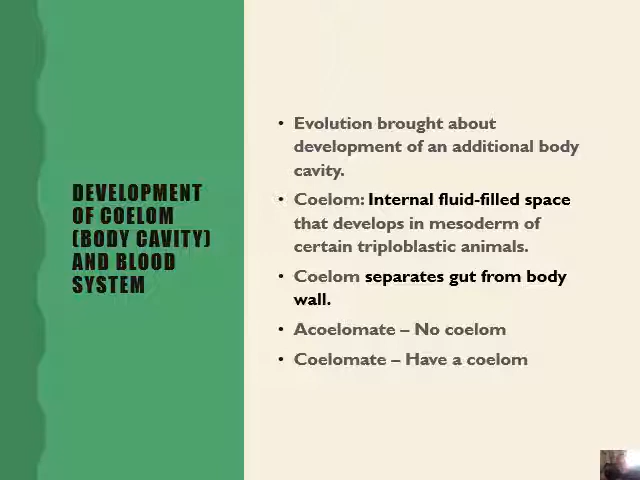 DEVELOPMENT
OF COELOM
(BODY CAVITY)
AND BLOOD
SYSTEM
• Evolution brought about
development of an additional body
cavity.
• Coelom: Internal fluid-filled space
that develops in mesoderm of
certain triploblastic animals.
• Coelom separates gut from body
wall.
• Acoelomate – No coelom
• Coelomate – Have a coelom